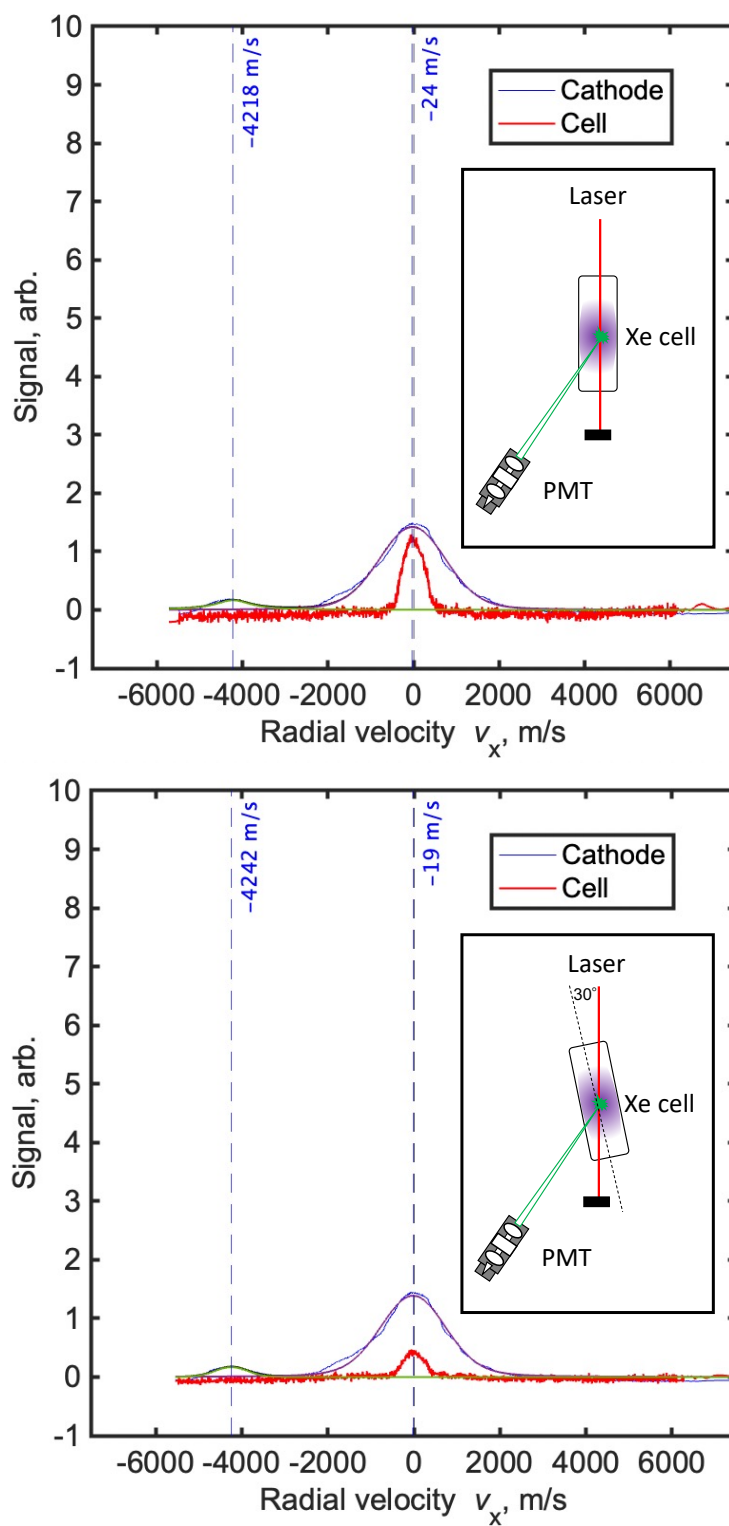 10
9
8
7
6
5
4
3
2
1
0
-1
Signal, arb.
-4218 m/s
-24 m/s
Cathode
Cell
Laser
Xe cell
PMT
-6000 -4000 -2000 0 2000 4000 6000
Radial velocity vx, m/s
10
9
8
7
6
5
4
3
2
1
0
-1
Signal, arb.
-4242 m/s
-19 m/s
Cathode
Cell
Laser
30°
Xe cell
PMT
-6000 -4000 -2000 0 2000 4000 6000
Radial velocity vx, m/s